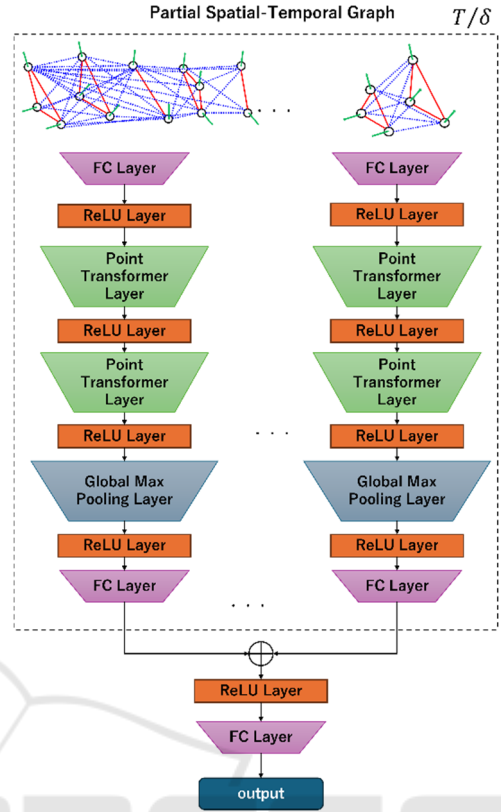 Partial Spatial-Temporal Graph
T/δ
. . .
FC Layer
FC Layer
ReLU Layer
ReLU Layer
Point
Transformer
Layer
Point
Transformer
Layer
ReLU Layer
ReLU Layer
Point
Transformer
Layer
Point
Transformer
Layer
ReLU Layer
. . .
ReLU Layer
Global Max
Pooling Layer
Global Max
Pooling Layer
ReLU Layer
ReLU Layer
FC Layer
FC Layer
. . .
ReLU Layer
FC Layer
output